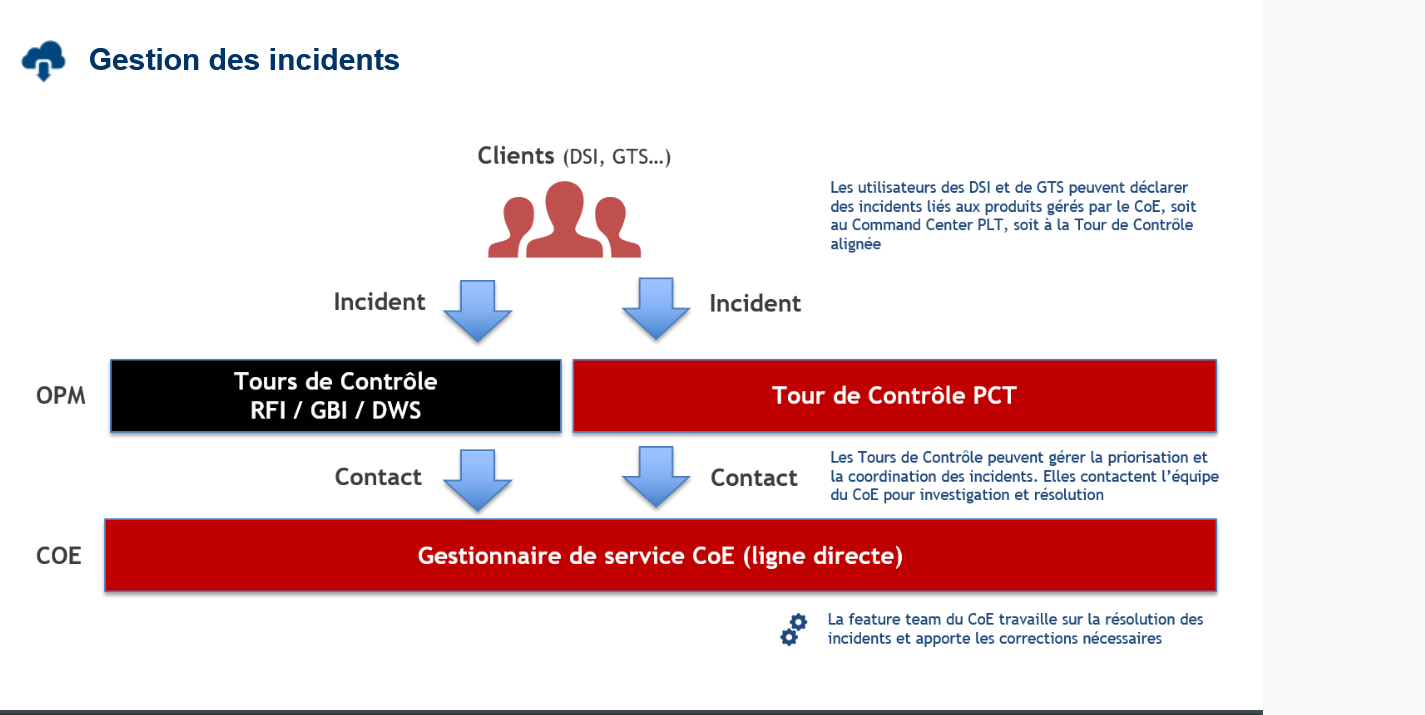 Gestion des incidents
Clients (DSI, GTS…)
Les utilisateurs des DSI et de GTS peuvent déclarer
des incidents liés aux produits gérés par le CoE, soit
au Command Center PLT, soit à la Tour de Contrôle
alignée
Incident
Incident
OPM
Tours de Contrôle
RFI / GBI / DWS
Tour de Contrôle PCT
Contact
Contact
Les Tours de Contrôle peuvent gérer la priorisation et
la coordination des incidents. Elles contactent l’équipe
du CoE pour investigation et résolution
COE
Gestionnaire de service CoE (ligne directe)
La feature team du CoE travaille sur la résolution des
incidents et apporte les corrections nécessaires